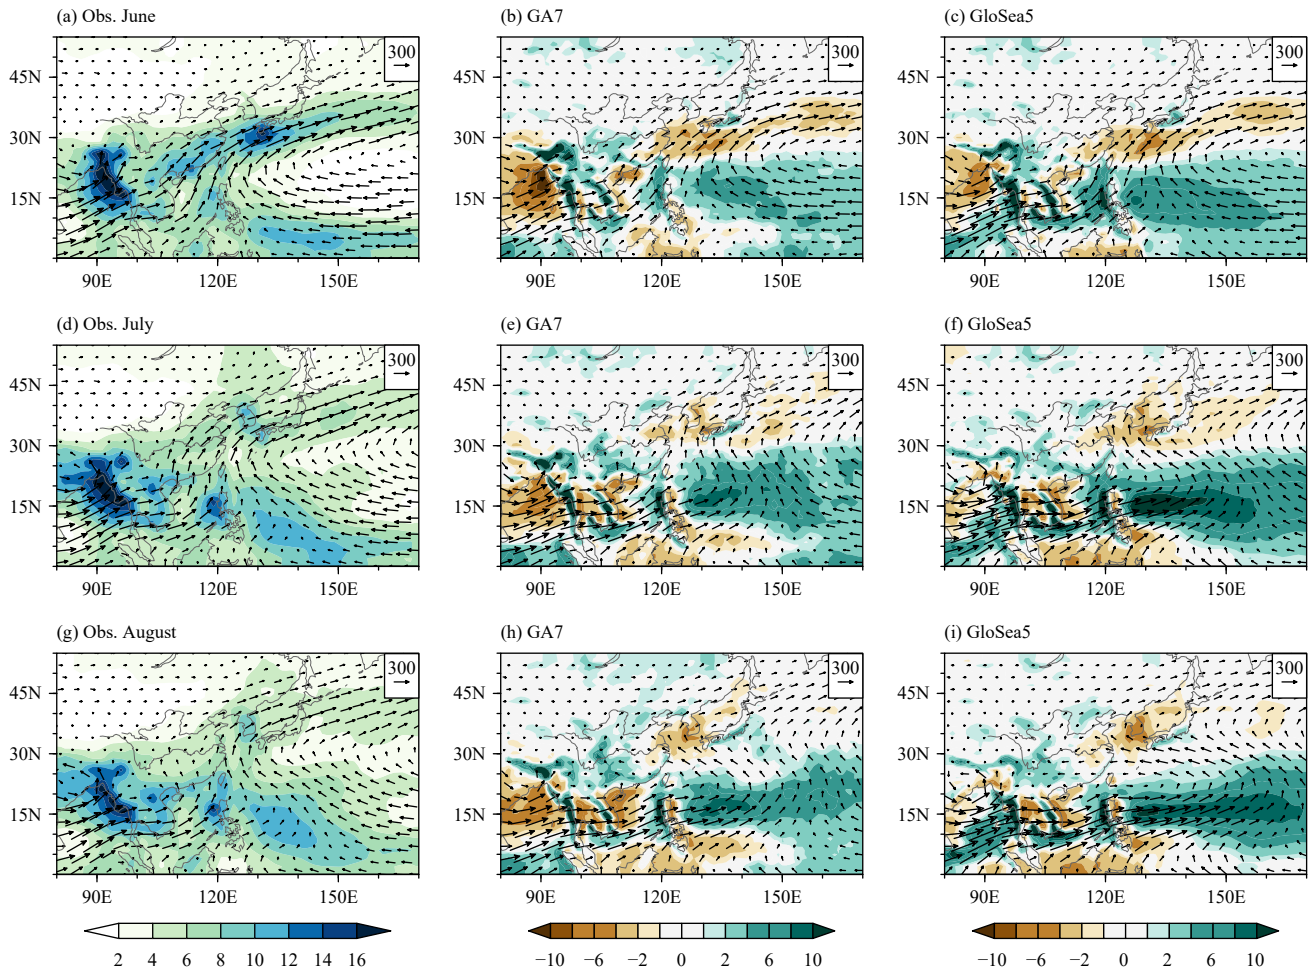 (a) Obs. June
(b) GA7
(c) GloSea5
300
300
300
45N
45N
45N
30N
30N
30N
15N
15N
15N
90E 120E 150E
90E 120E 150E
90E 120E 150E
(d) Obs. July
(e) GA7
(f) GloSea5
300
300
300
45N
45N
45N
30N
30N
30N
15N
15N
15N
90E 120E 150E
90E 120E 150E
90E 120E 150E
(g) Obs. August
(h) GA7
(i) GloSea5
300
300
300
45N
45N
45N
30N
30N
30N
15N
15N
15N
90E 120E 150E
90E 120E 150E
90E 120E 150E
2 4 6 8 10 12 14 16
−10 −6 −2 0 2 6 10
−10 −6 −2 0 2 6 10